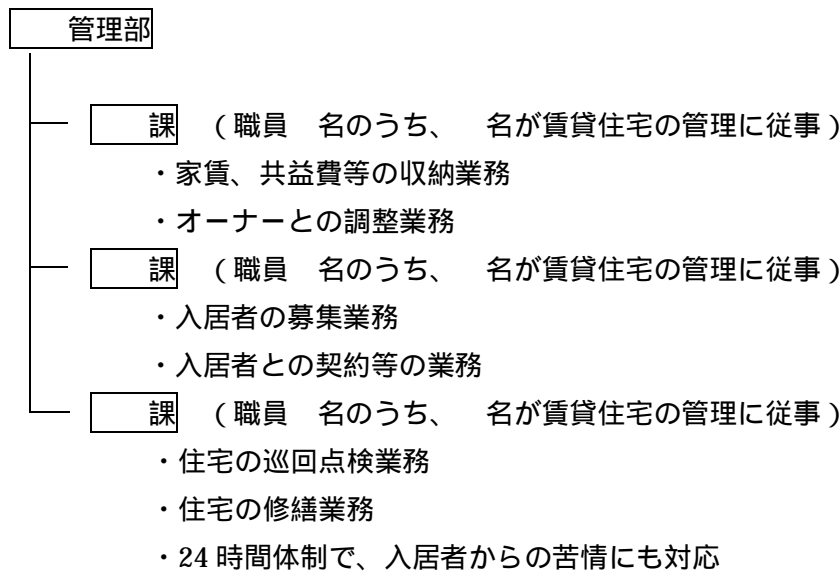 管理部
課 (職員 名のうち、 名が賃貸住宅の管理に従事)
・家賃、共益費等の収納業務
・オーナーとの調整業務
課 (職員 名のうち、 名が賃貸住宅の管理に従事)
・入居者の募集業務
・入居者との契約等の業務
課 (職員 名のうち、 名が賃貸住宅の管理に従事)
・住宅の巡回点検業務
・住宅の修繕業務
・24 時間体制で、入居者からの苦情にも対応